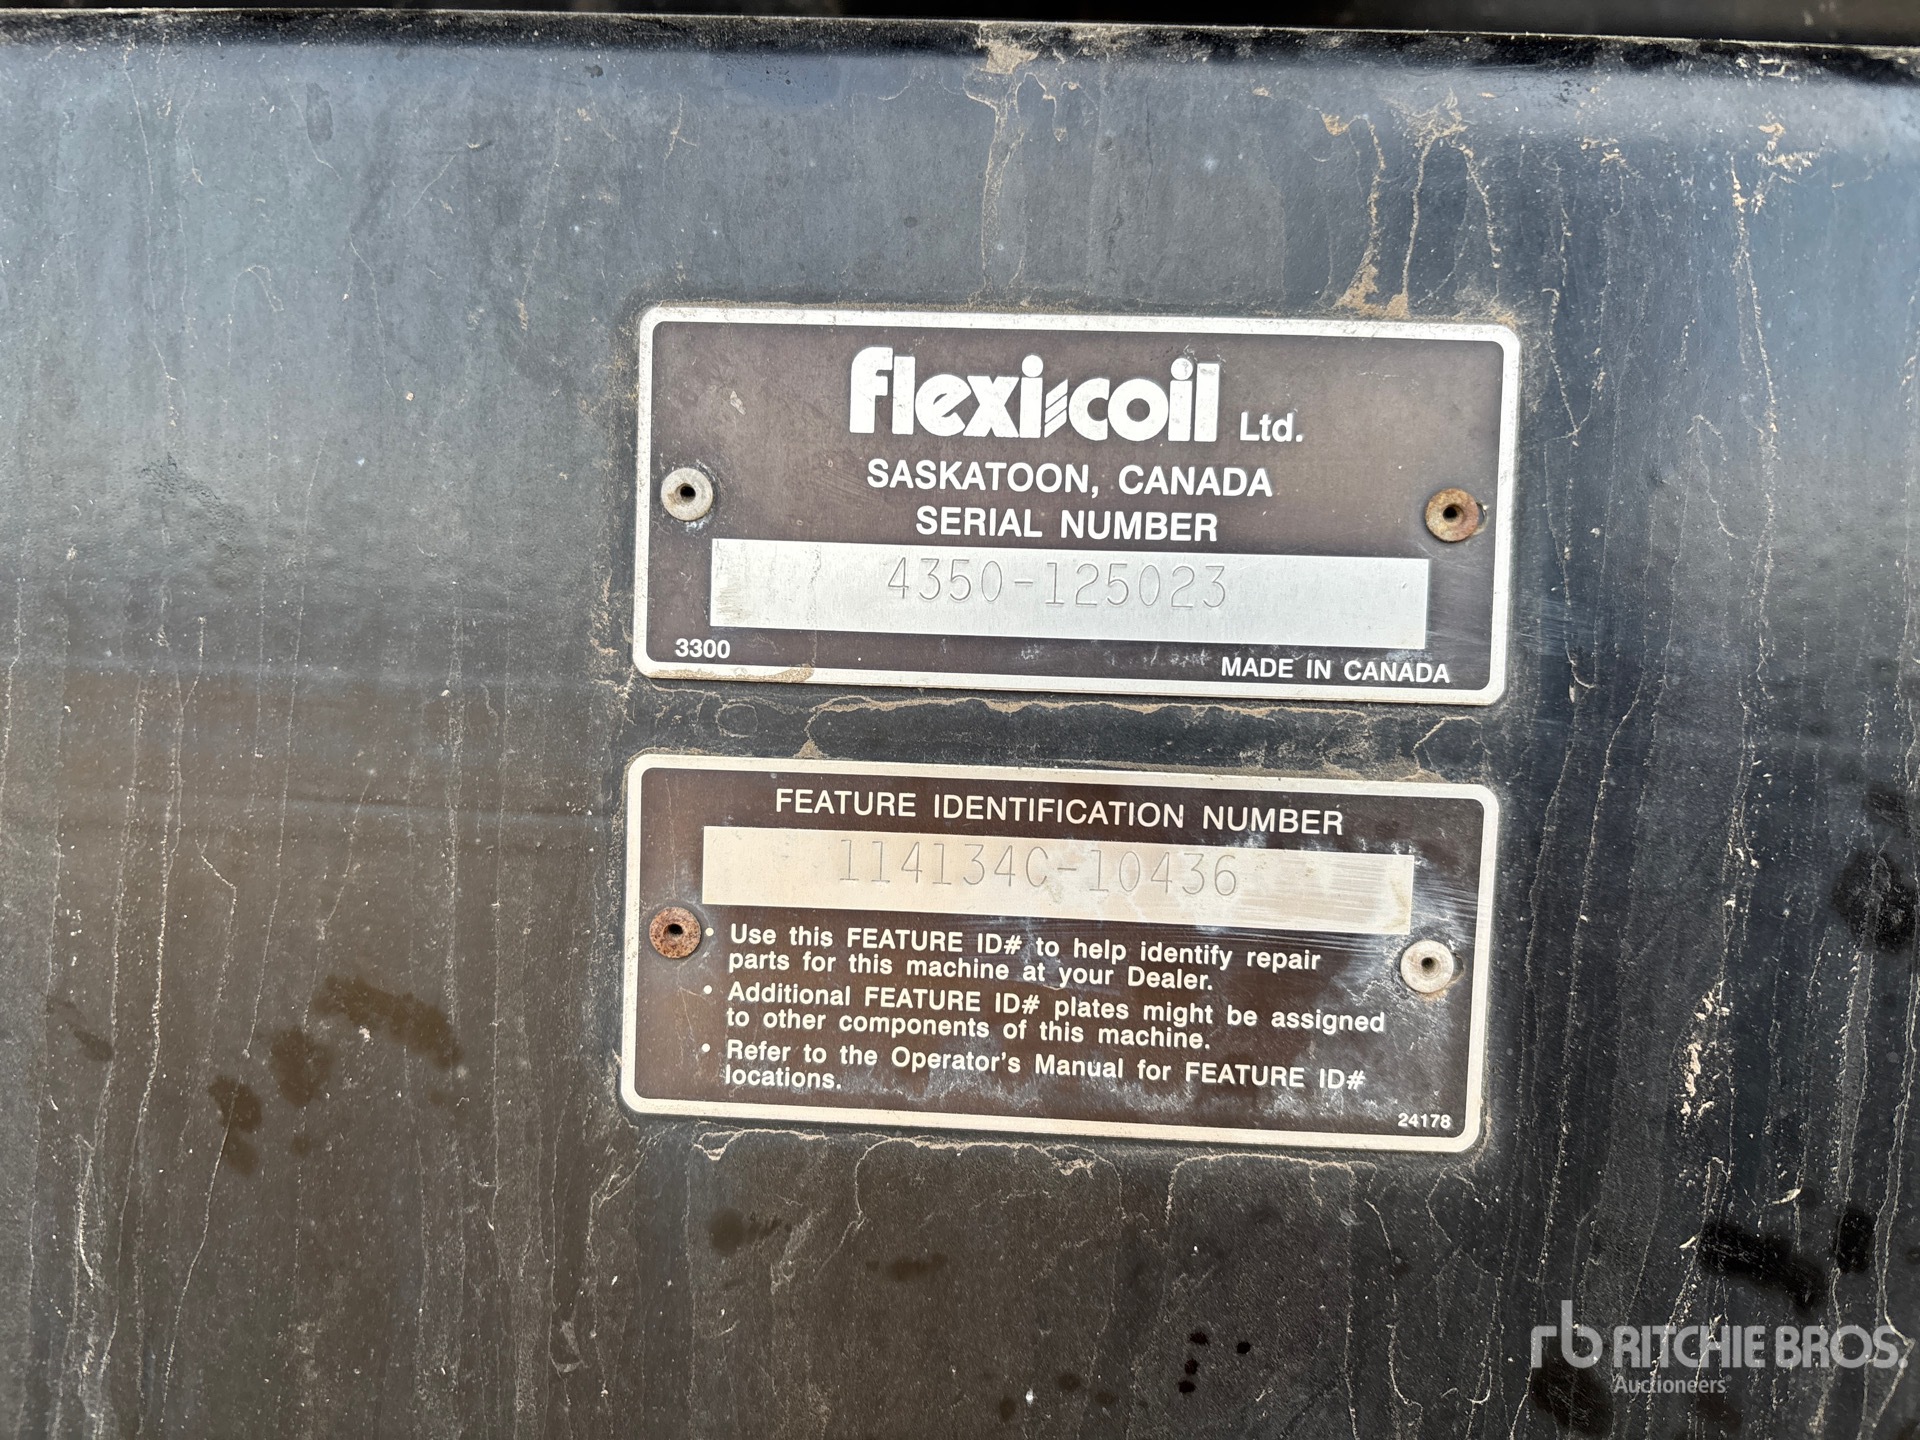 flexi-coil Ltd.
SASKATOON, CANADA
SERIAL NUMBER
4350-125023
3300
MADE IN CANADA
FEATURE IDENTIFICATION NUMBER
114134C-10436
• Use this FEATURE ID# to help identify repair
parts for this machine at your Dealer.
• Additional FEATURE ID# plates might be assigned
to other components of this machine.
• Refer to the Operator's Manual for FEATURE ID#
locations.
24178
rb RITCHIE BROS.
Auctioneers